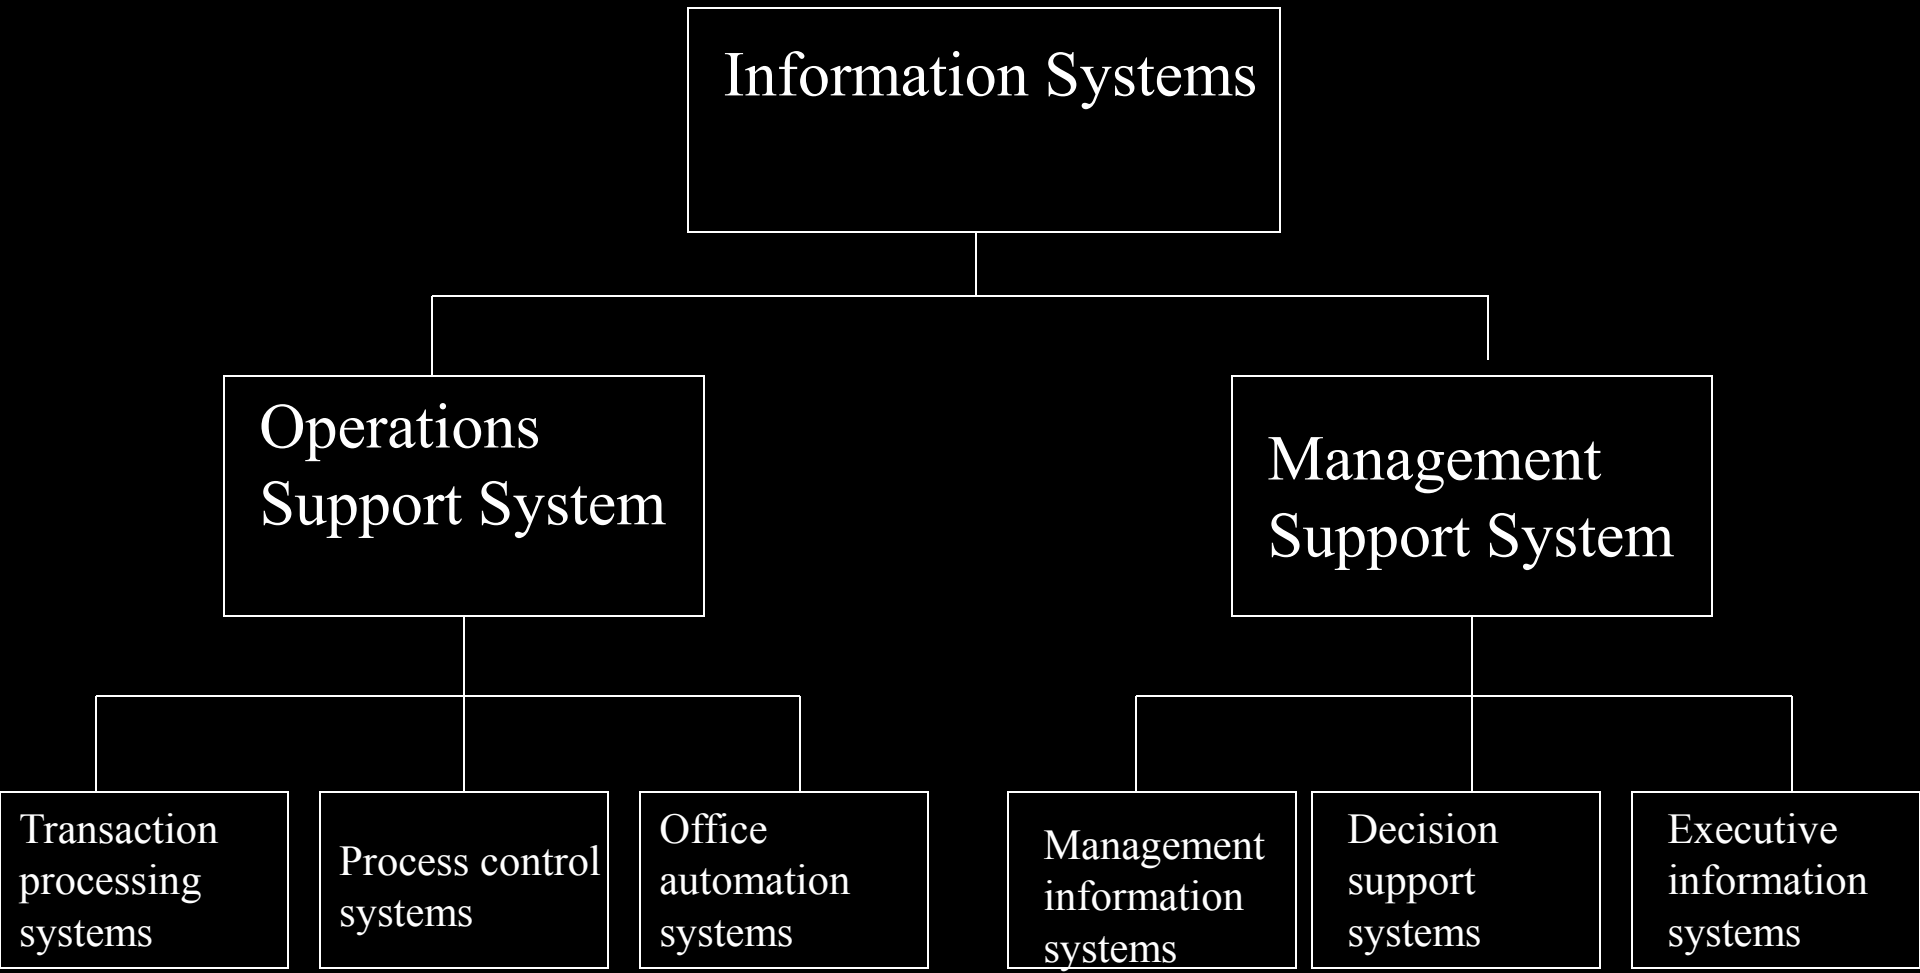 Information Systems
Operations
Support System
Management
Support System
Transaction
processing
systems
Process control
systems
Office
automation
systems
Management
information
systems
Decision
support
systems
Executive
information
systems